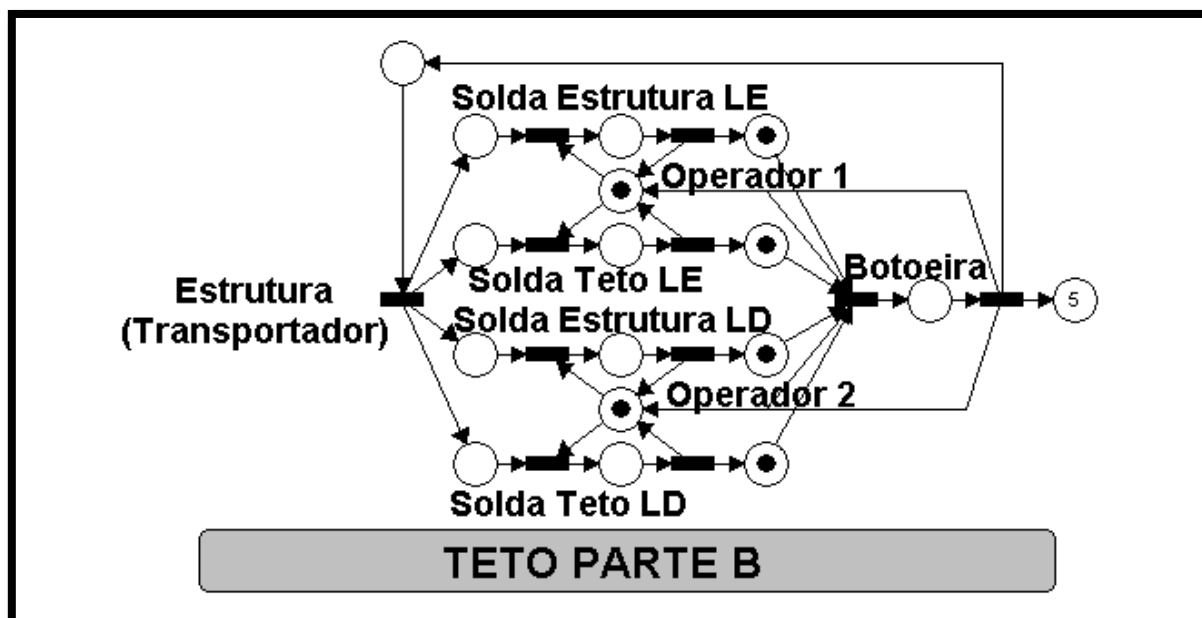 Solda Estrutura LE
Operador 1
Solda Teto LE
Botoeira
Estrutura
(Transportador)
5
Solda Estrutura LD
Operador 2
Solda Teto LD
TETO PARTE B